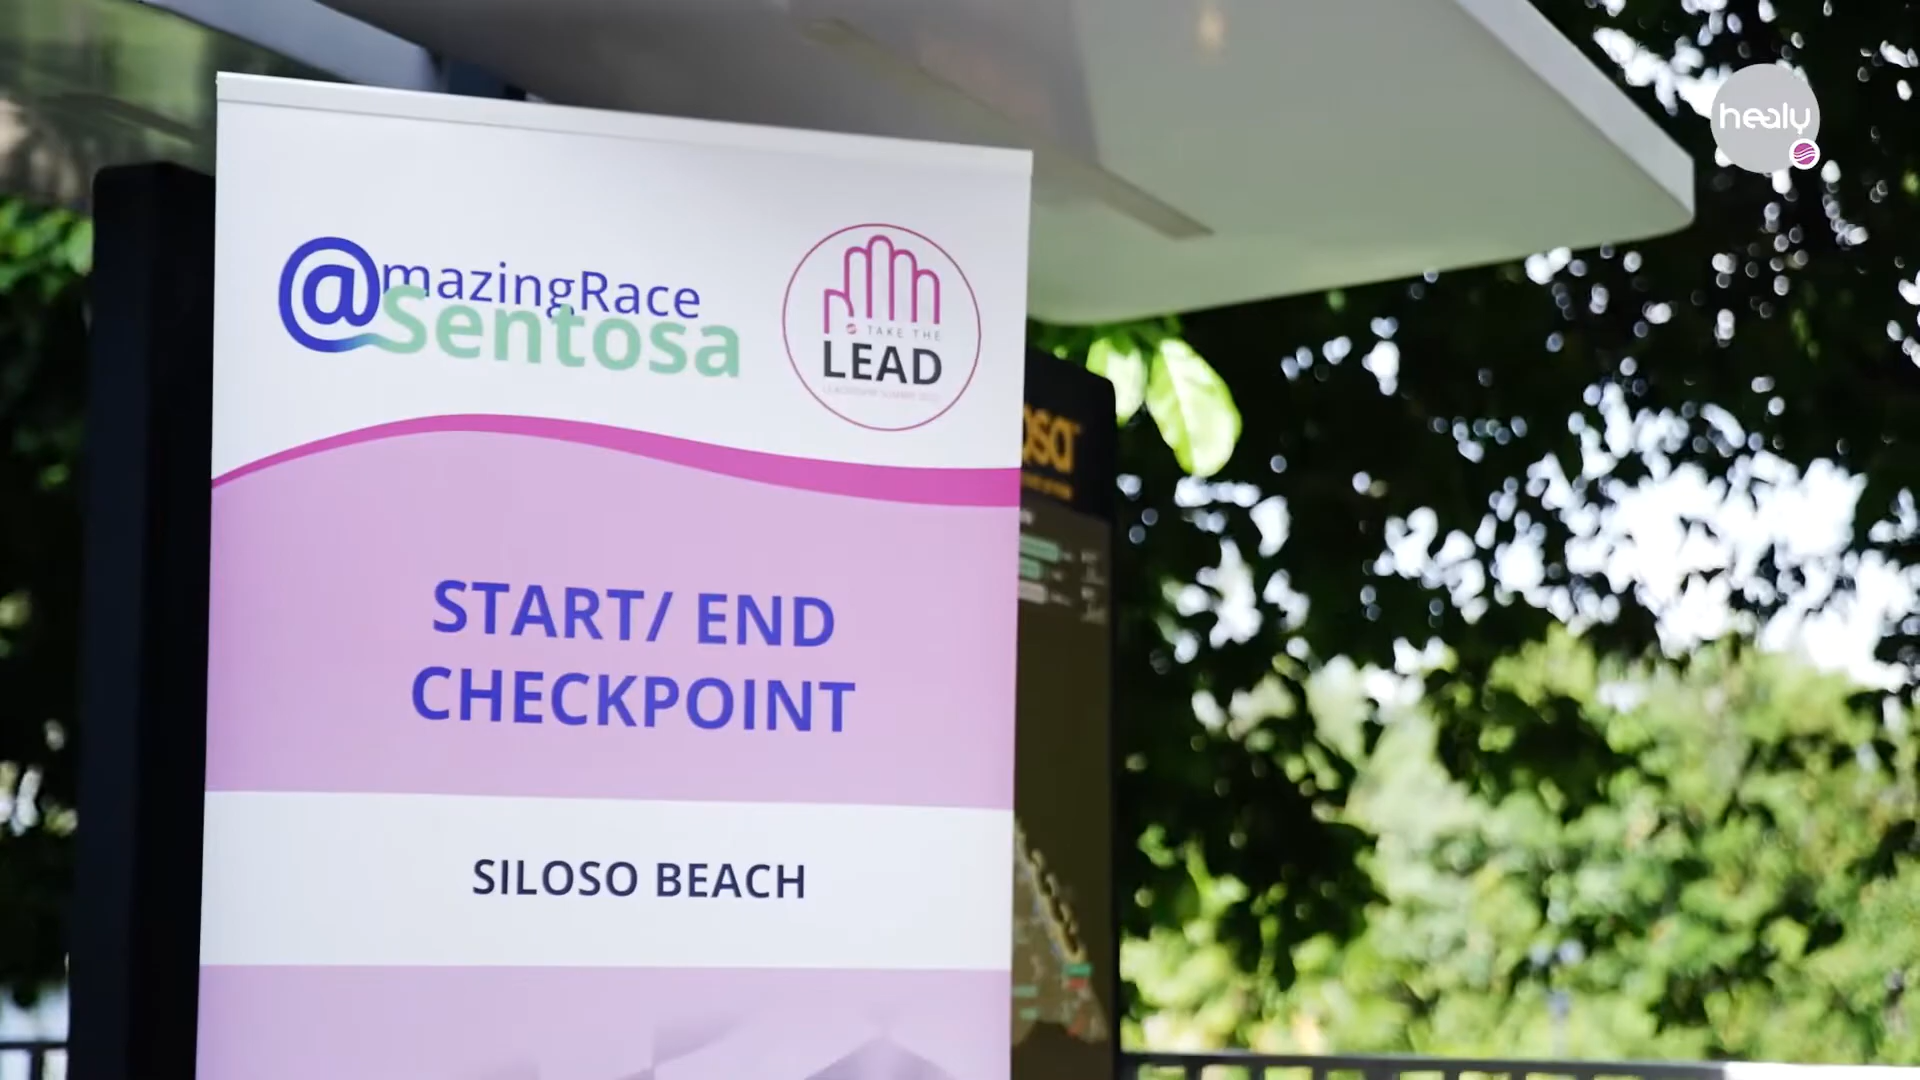 healy
@mazingRace
Sentosa
TAKE THE
LEAD
START/ END
CHECKPOINT
SILOSO BEACH